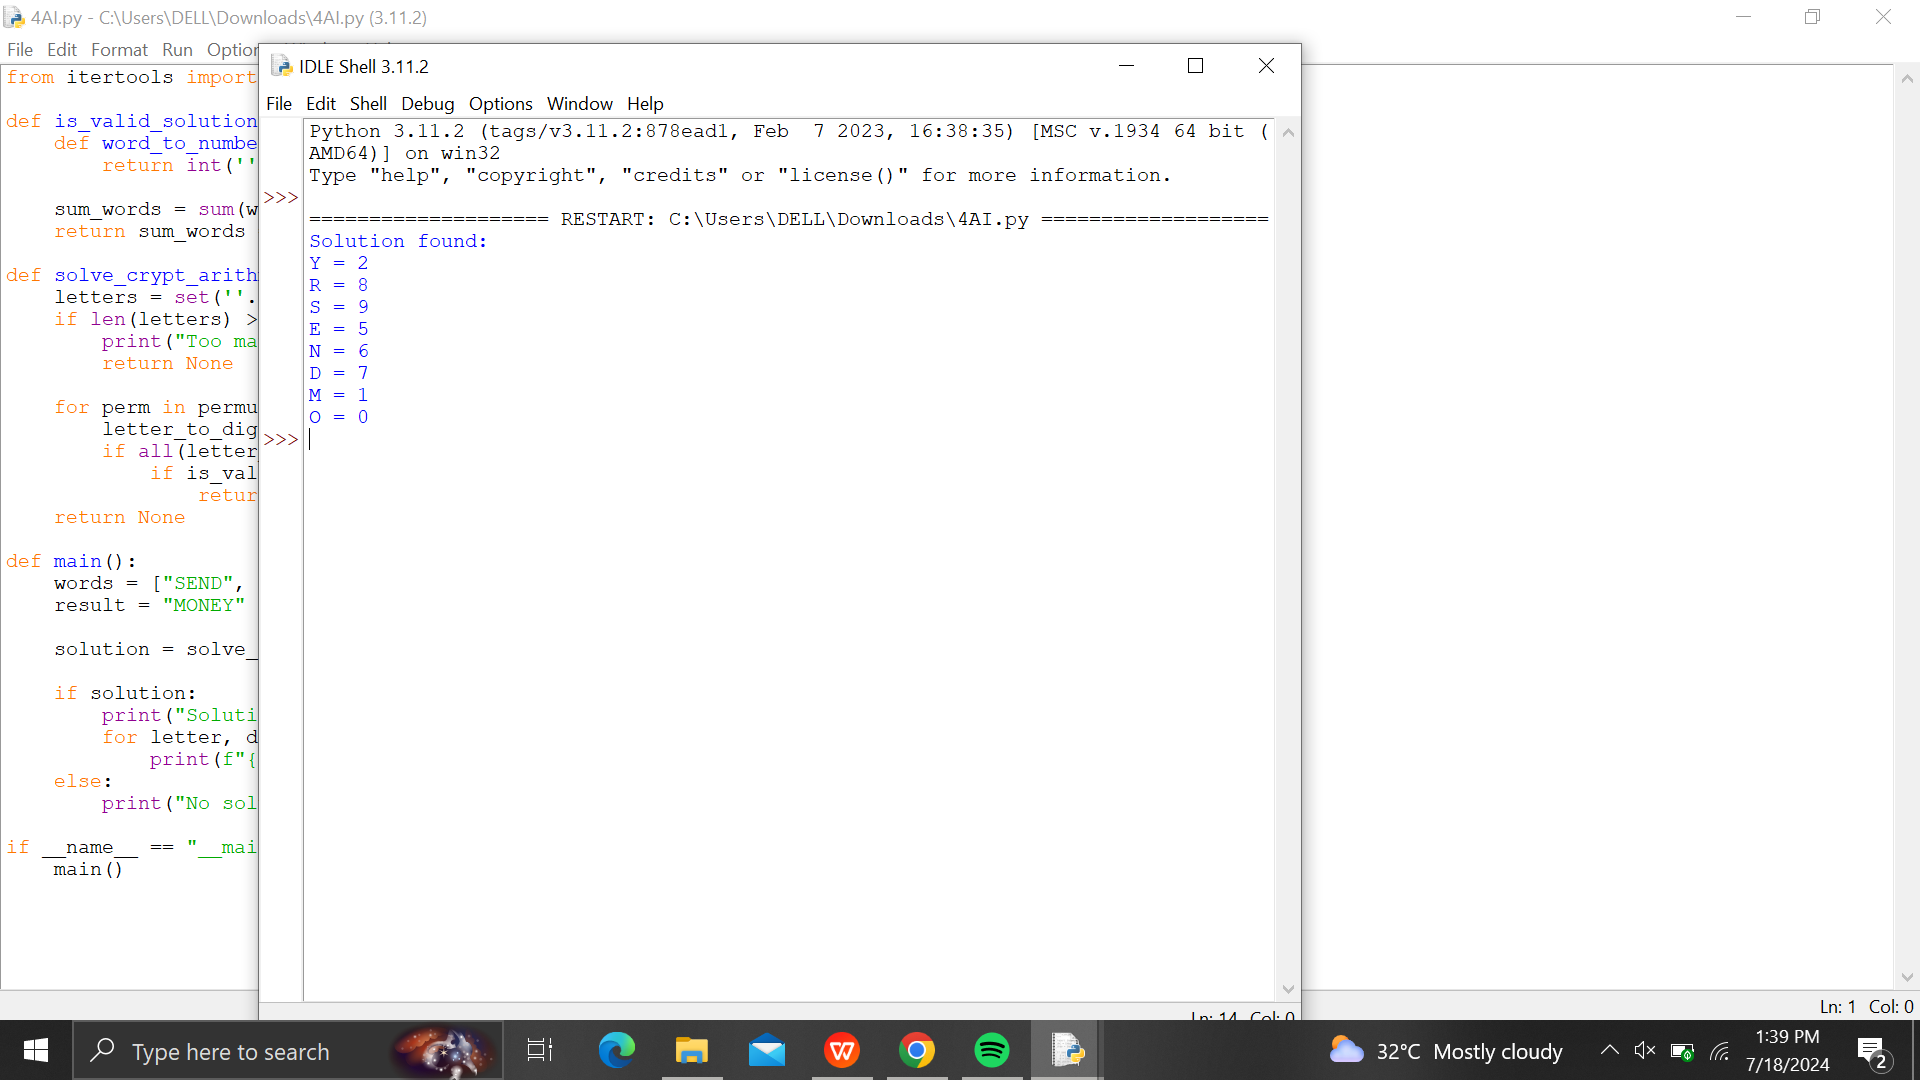 4AI.py - C:\Users\DELL\Downloads\4AI.py (3.11.2)
File Edit Format Run Option
from itertools import
def is_valid_solution
def word_to_numbe
return int(''
sum_words = sum(w
return sum_words
def solve_crypt_arith
letters = set(''.
if len(letters) >
print("Too ma
return None
for perm in permu
letter_to_dig
if all(letter
if is_val
retur
return None
def main():
words = ["SEND",
result = "MONEY"
solution = solve_
if solution:
print("Soluti
for letter, d
print(f"{
else:
print("No sol
if __name__ == "__mai
main()
IDLE Shell 3.11.2
File Edit Shell Debug Options Window Help
Python 3.11.2 (tags/v3.11.2:878ead1, Feb  7 2023, 16:38:35) [MSC v.1934 64 bit (
AMD64)] on win32
Type "help", "copyright", "credits" or "license()" for more information.
>>>
==================== RESTART: C:\Users\DELL\Downloads\4AI.py ===================
Solution found:
Y = 2
R = 8
S = 9
E = 5
N = 6
D = 7
M = 1
O = 0
>>>
Ln: 14 Col: 0
Ln: 1 Col: 0
Type here to search
32°C Mostly cloudy
1:39 PM
7/18/2024
2